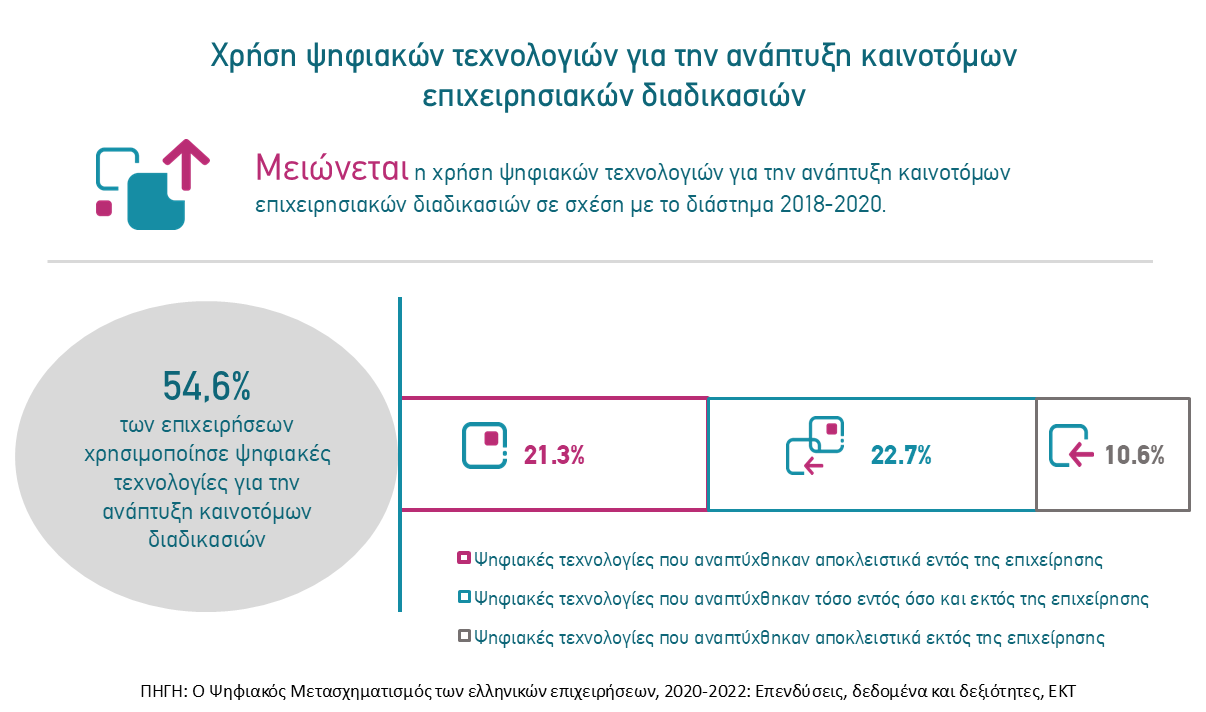 Χρήση ψηφιακών τεχνολογιών για την ανάπτυξη καινοτόμων
επιχειρησιακών διαδικασιών
Μειώνεται η χρήση ψηφιακών τεχνολογιών για την ανάπτυξη καινοτόμων
επιχειρησιακών διαδικασιών σε σχέση με το διάστημα 2018-2020.
54,6%
των επιχειρήσεων
χρησιμοποίησε ψηφιακές
τεχνολογίες για την
ανάπτυξη καινοτόμων
διαδικασιών
21.3%
22.7%
10.6%
Ψηφιακές τεχνολογίες που αναπτύχθηκαν αποκλειστικά εντός της επιχείρησης
Ψηφιακές τεχνολογίες που αναπτύχθηκαν τόσο εντός όσο και εκτός της επιχείρησης
Ψηφιακές τεχνολογίες που αναπτύχθηκαν αποκλειστικά εκτός της επιχείρησης
ΠΗΓΗ: Ο Ψηφιακός Μετασχηματισμός των ελληνικών επιχειρήσεων, 2020-2022: Επενδύσεις, δεδομένα και δεξιότητες, ΕΚΤ